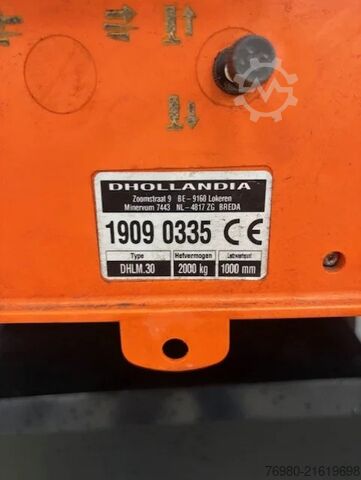 DHOLLANDIA
Zoomstraat 9 BE - 9160 Lokeren
Minervum 7443 NL - 4817 ZG BREDA
1909 0335 CE
Type Hefvermogen
DHLM.30 2000 kg 1000 mm
76980-21619698